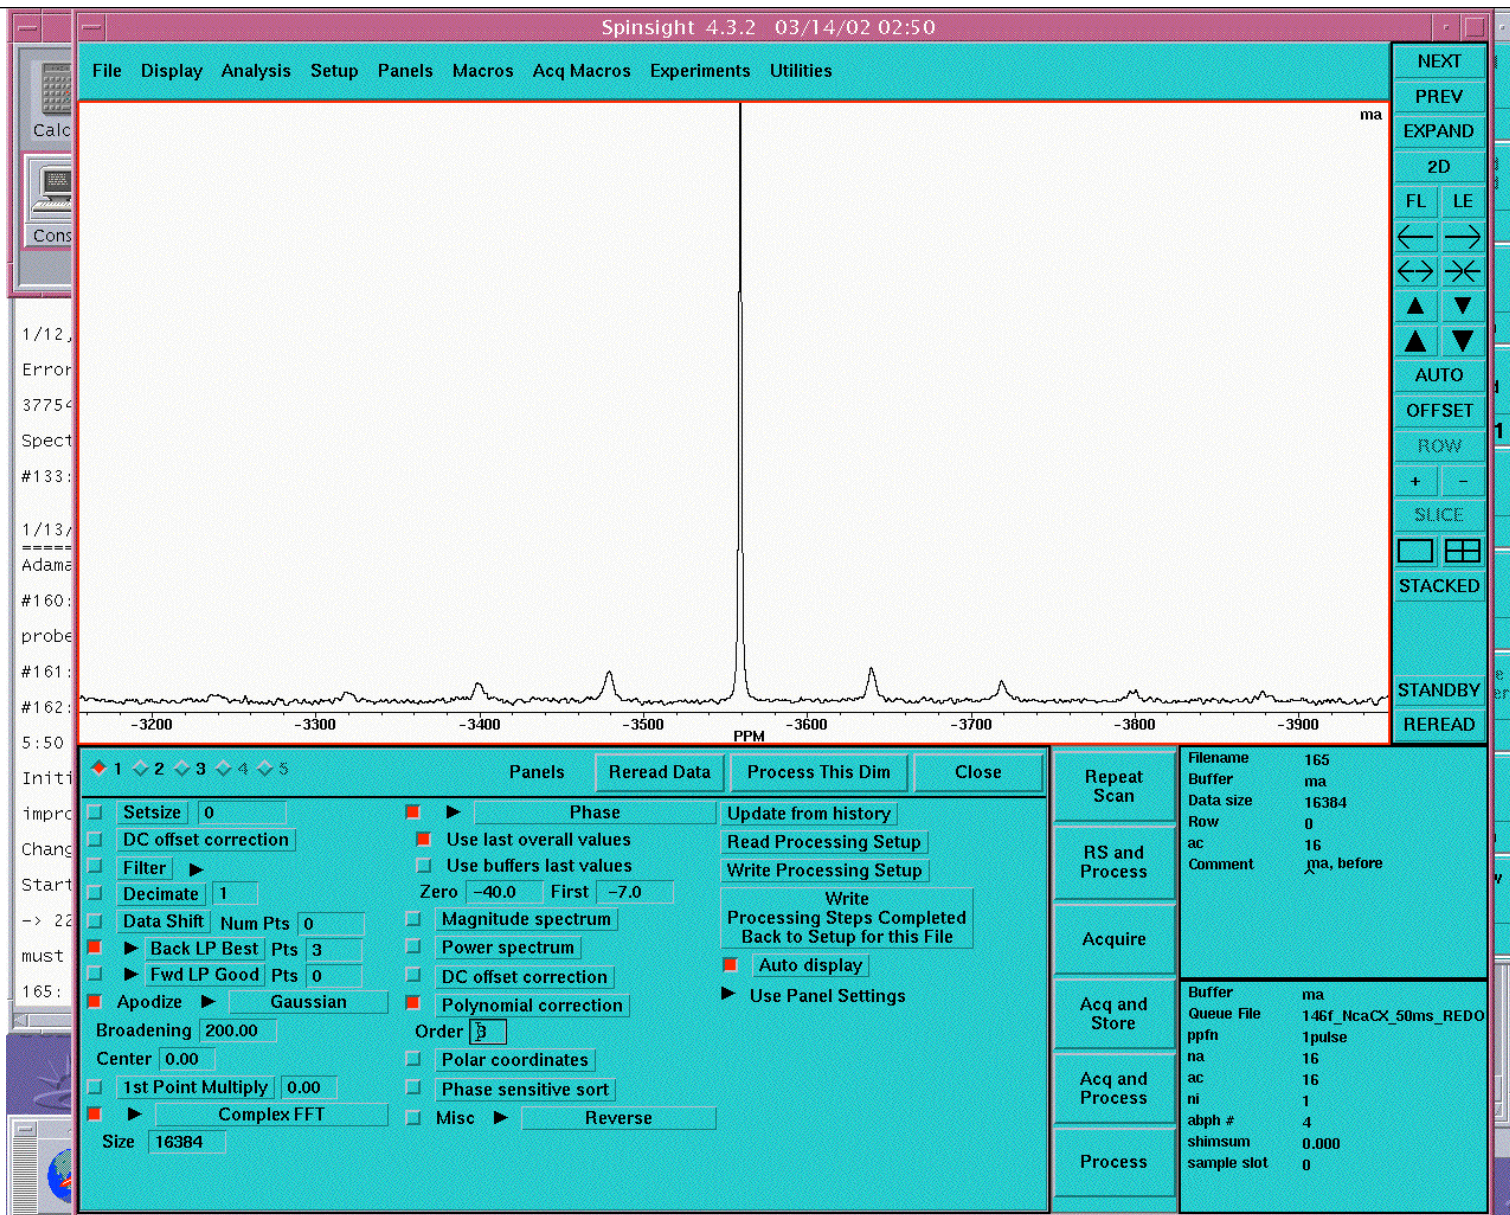 Spinsight 4.3.2 03/14/02 02:50
File Display Analysis Setup Panels Macros Acq Macros Experiments Utilities
ma
-3200 -3300 -3400 -3500 -3600 -3700 -3800 -3900
PPM
NEXT
PREV
EXPAND
2D
FL LE
AUTO
OFFSET
ROW
+ -
SLICE
STACKED
STANDBY
REREAD
Calc
Cons
1/12,
Error
37754
Spect
#133:
1/13/
=====
Adama
#160:
probe
#161:
#162:
5:50
Initi
impro
Chang
Start
-> 22
must
165:
1 2 3 4 5
Panels
Reread Data
Process This Dim
Close
Setsize 0
DC offset correction
Filter
Decimate 1
Data Shift Num Pts 0
Back LP Best Pts 3
Fwd LP Good Pts 0
Apodize Gaussian
Broadening 200.00
Center 0.00
1st Point Multiply 0.00
Complex FFT
Size 16384
Phase
Use last overall values
Use buffers last values
Zero -40.0 First -7.0
Magnitude spectrum
Power spectrum
DC offset correction
Polynomial correction
Order 3
Polar coordinates
Phase sensitive sort
Misc Reverse
Update from history
Read Processing Setup
Write Processing Setup
Write
Processing Steps Completed
Back to Setup for this File
Auto display
Use Panel Settings
Repeat
Scan
RS and
Process
Acquire
Acq and
Store
Acq and
Process
Process
Filename 165
Buffer ma
Data size 16384
Row 0
ac 16
Comment ma, before
Buffer ma
Queue File 146f_NcaCX_50ms_REDO
ppfn 1pulse
na 16
ac 16
ni 1
abph # 4
shimsum 0.000
sample slot 0